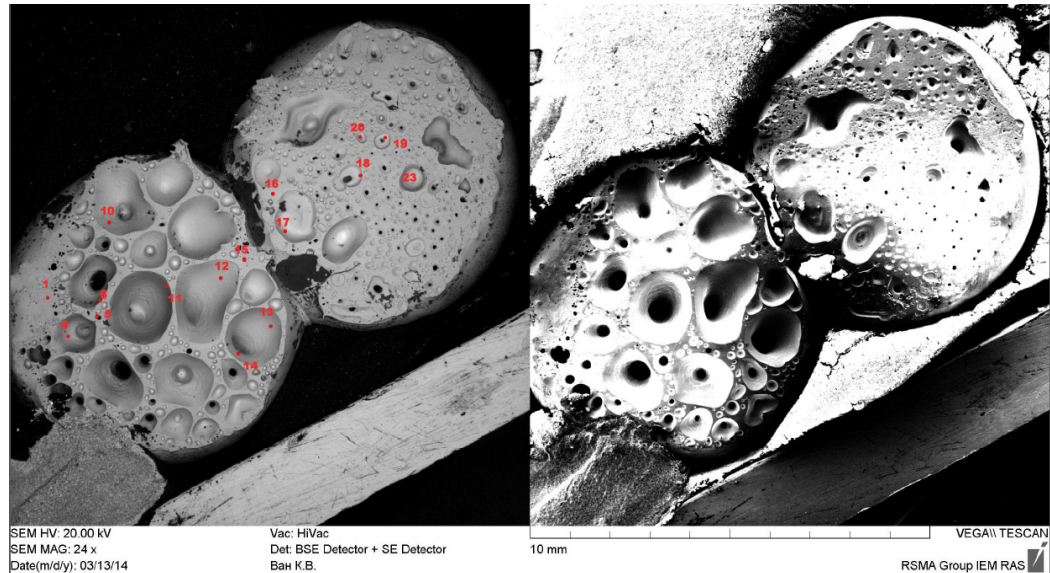 20
19
18
23
16
10
17
15
12
1
6
11
5
4
13
14
SEM HV: 20.00 kV
Vac: HiVac
VEGA\\ TESCAN
SEM MAG: 24 x
Det: BSE Detector + SE Detector
10 mm
Date(m/d/y): 03/13/14
Ван К.В.
RSMA Group IEM RAS